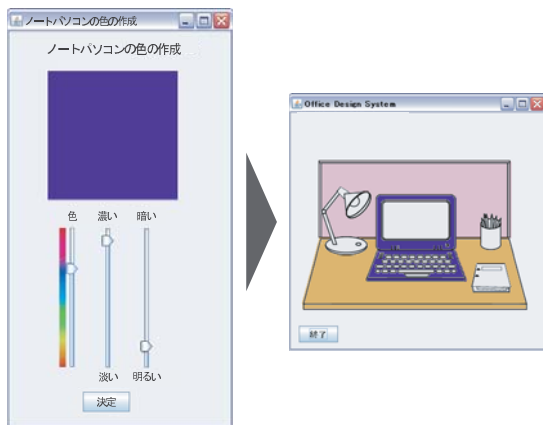 ノートパソコンの色の作成
ノートパソコンの色の作成
色 濃い 暗い
淡い 明るい
決定
Office Design System
終了